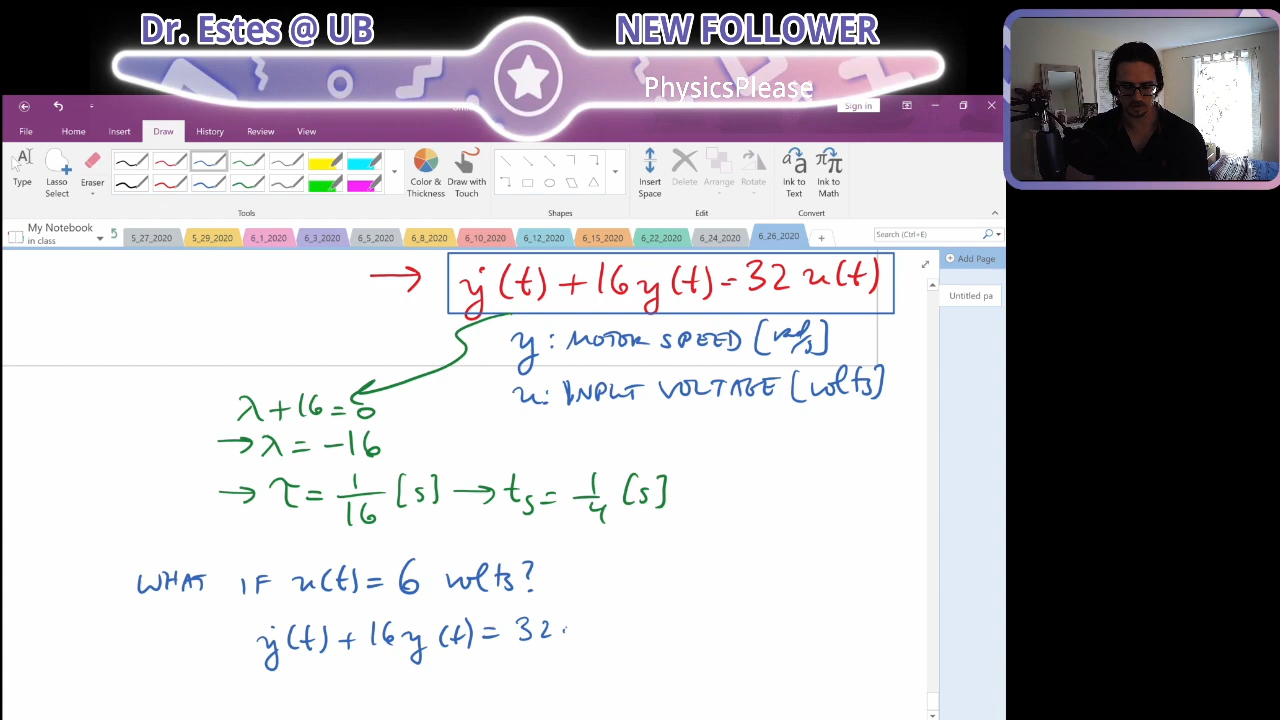 Dr. Estes @ UB
NEW FOLLOWER
PhysicsPlease
Sign in
File Home Insert Draw History Review View
Type Lasso Select Eraser Color & Thickness Draw with Touch Insert Space Delete Arrange Rotate Ink to Text Ink to Math
Tools Shapes Edit Convert
My Notebook
in class
5 5_27_2020 5_29_2020 6_1_2020 6_3_2020 6_5_2020 6_8_2020 6_10_2020 6_12_2020 6_15_2020 6_22_2020 6_24_2020 6_26_2020 + Search (Ctrl+E)
Add Page
Untitled pa
→ ẏ(t) + 16 y(t) = 32 u(t)
y : MOTOR SPEED [rad/s]
u: INPUT VOLTAGE [volts]
λ + 16 = 0
→ λ = -16
→ τ = 1/16 [s] → ts = 1/4 [s]
WHAT IF u(t) = 6 volts?
ẏ(t) + 16 y(t) = 32 ·